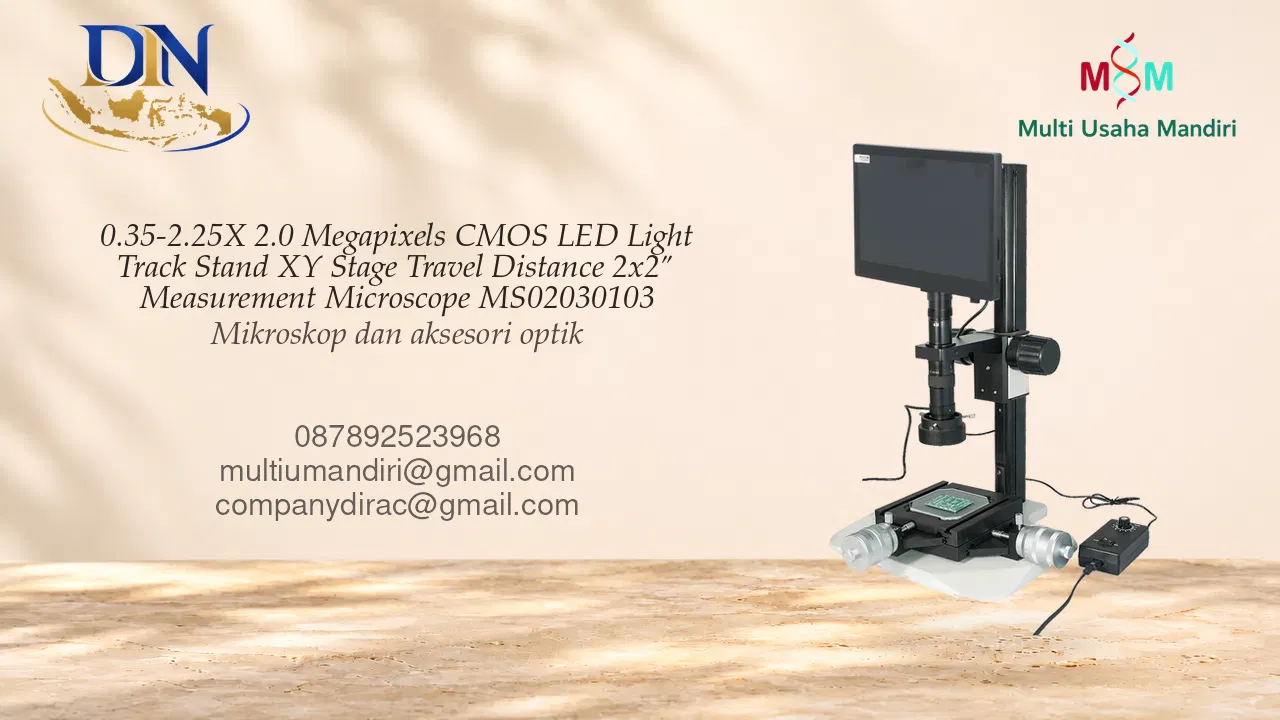 DIN
MSM
Multi Usaha Mandiri
0.35-2.25X 2.0 Megapixels CMOS LED Light
Track Stand XY Stage Travel Distance 2x2"
Measurement Microscope MS02030103
Mikroskop dan aksesori optik
087892523968
multiumandiri@gmail.com
companydirac@gmail.com